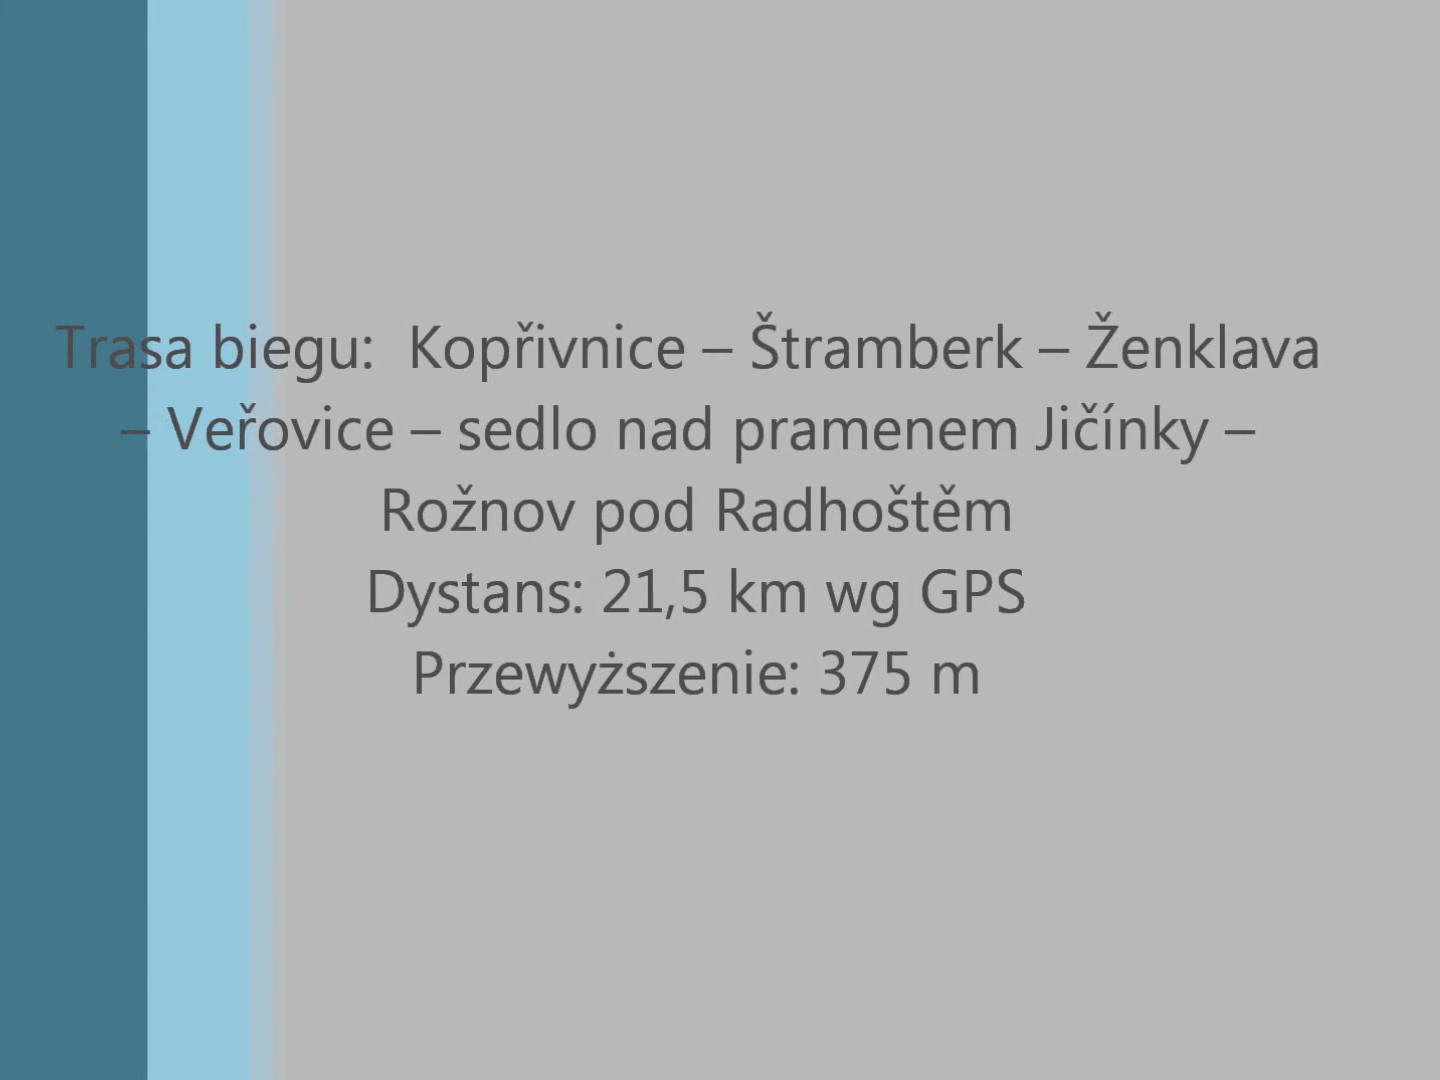 Trasa biegu:  Kopřivnice – Štramberk – Ženklava
– Veřovice – sedlo nad pramenem Jičínky –
Rožnov pod Radhoštěm
Dystans: 21,5 km wg GPS
Przewyższenie: 375 m